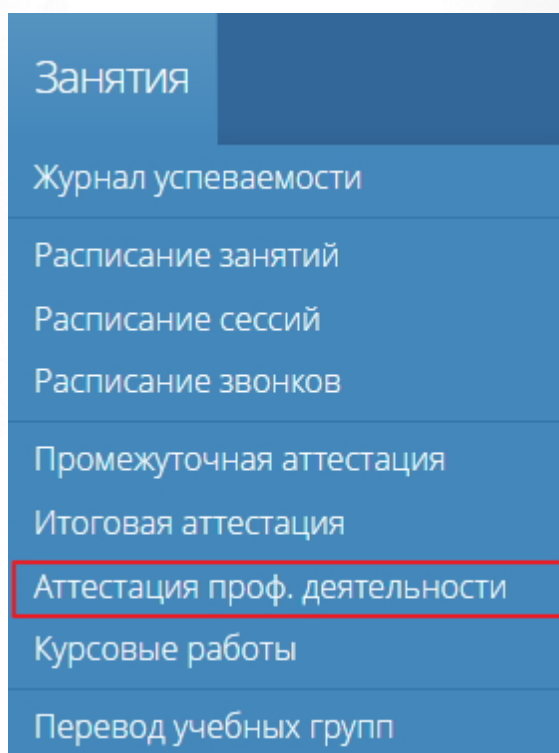 Занятия
Журнал успеваемости
Расписание занятий
Расписание сессий
Расписание звонков
Промежуточная аттестация
Итоговая аттестация
Аттестация проф. деятельности
Курсовые работы
Перевод учебных групп